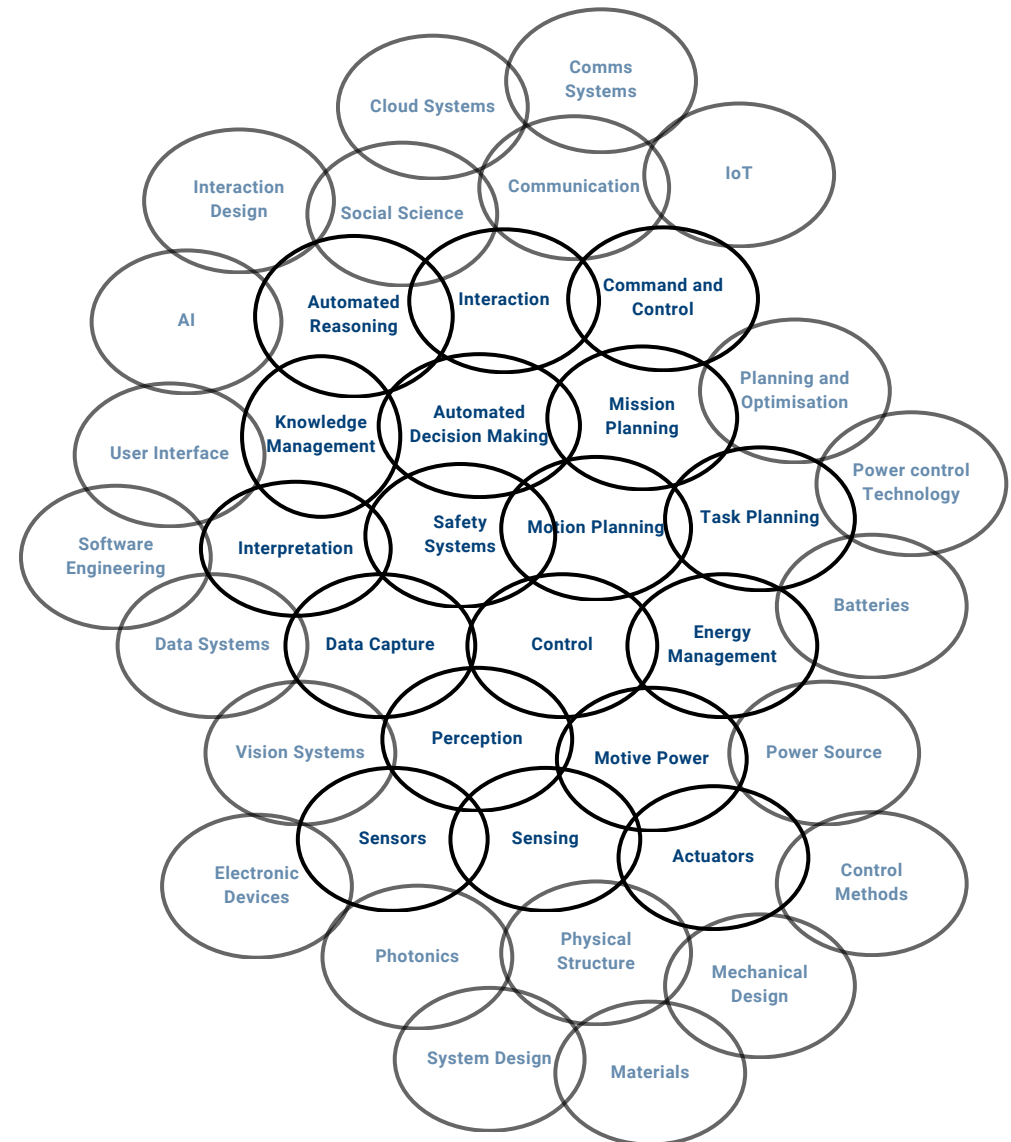 Comms
Systems
Cloud Systems
IoT
Communication
Interaction
Design
Social Science
Automated
Reasoning
Interaction
Command and
Control
AI
Planning and
Optimisation
Knowledge
Management
Automated
Decision Making
Mission
Planning
User Interface
Power control
Technology
Software
Engineering
Interpretation
Safety
Systems
Motion Planning
Task Planning
Batteries
Data Systems
Data Capture
Control
Energy
Management
Vision Systems
Perception
Motive Power
Power Source
Sensors
Sensing
Actuators
Electronic
Devices
Control
Methods
Photonics
Physical
Structure
Mechanical
Design
System Design
Materials